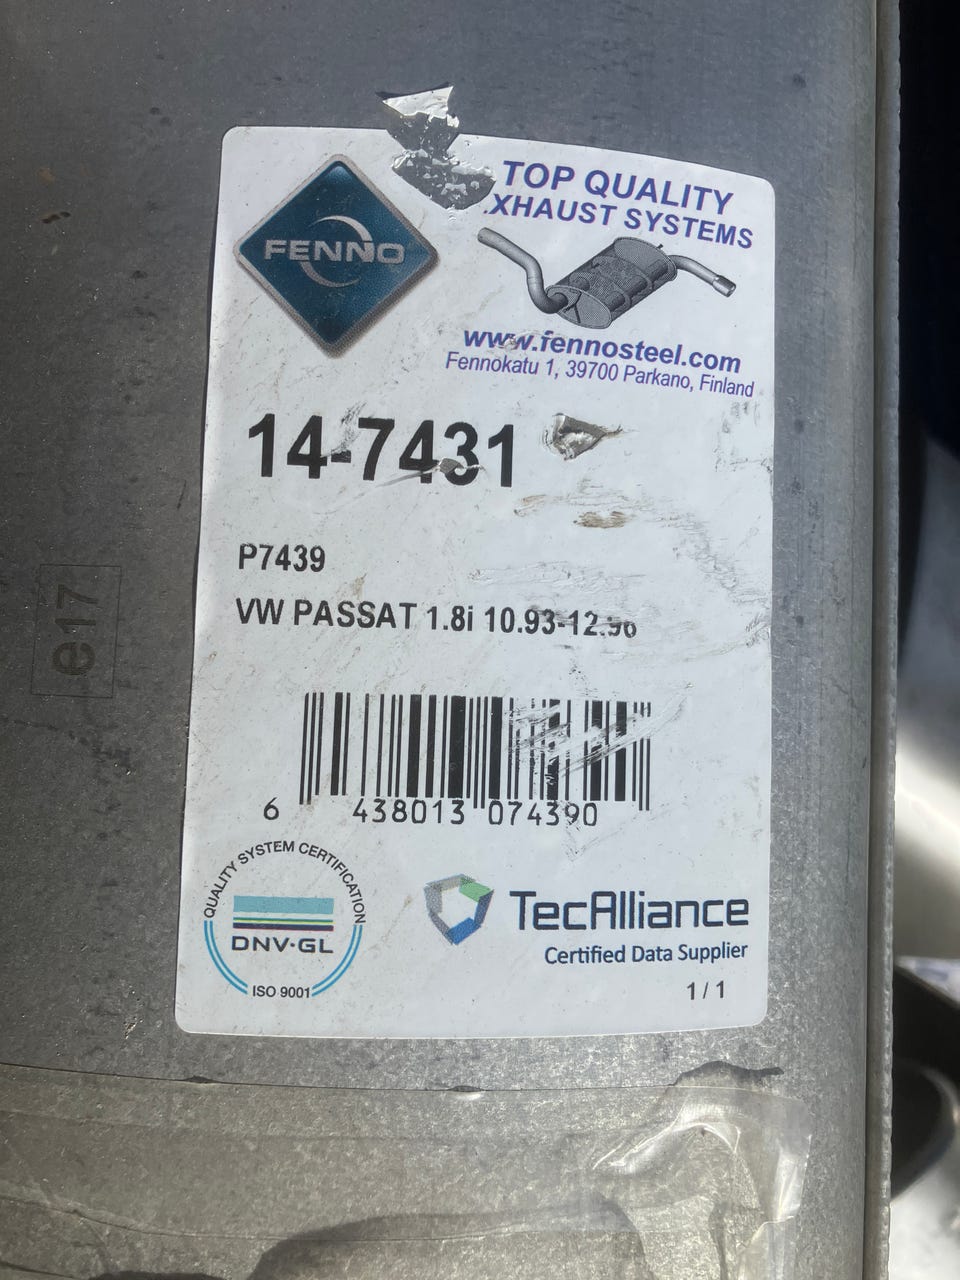 FENNO
TOP QUALITY
XHAUST SYSTEMS
www.fennosteel.com
Fennokatu 1, 39700 Parkano, Finland
14-7431
P7439
VW PASSAT 1.8i 10.93-12.96
e17
6 438013 074390
QUALITY SYSTEM CERTIFICATION
DNV·GL
ISO 9001
TecAlliance
Certified Data Supplier
1 / 1